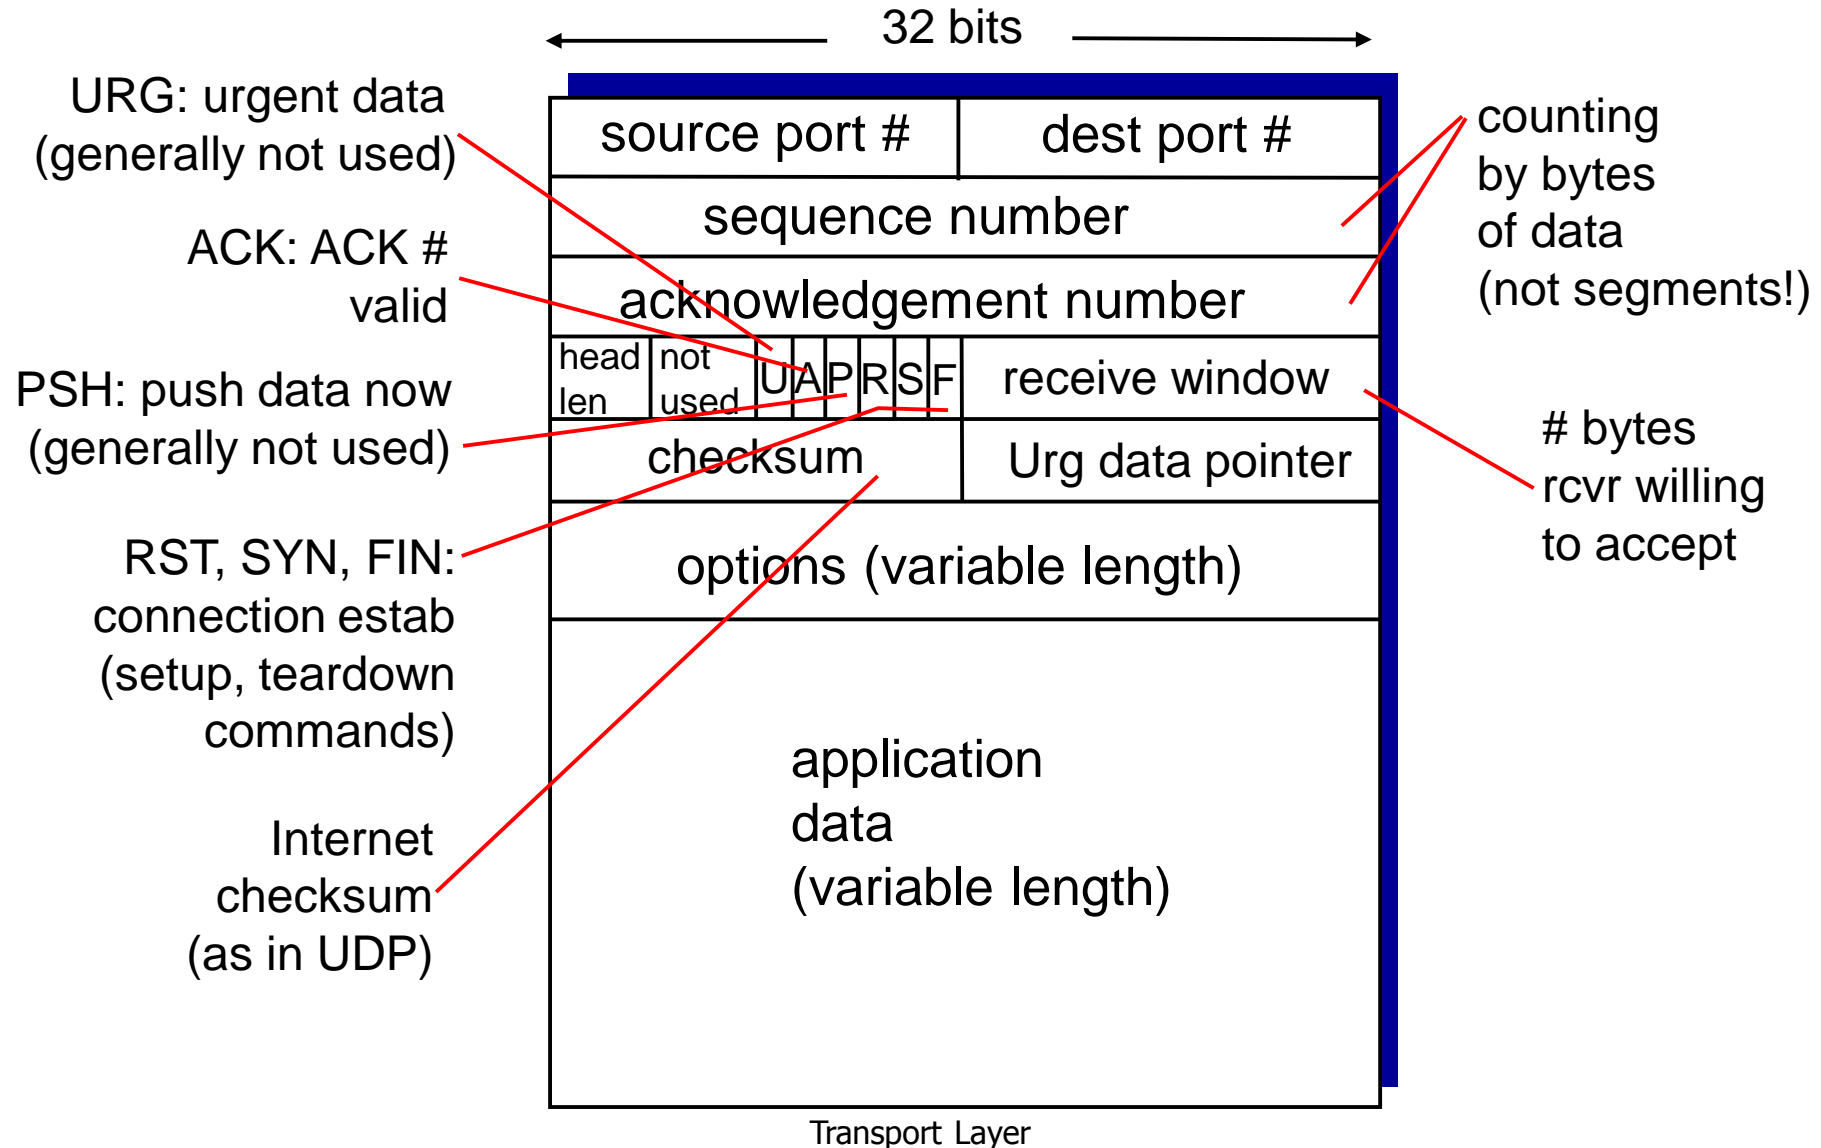 32 bits
URG: urgent data
(generally not used)
ACK: ACK #
valid
PSH: push data now
(generally not used)
RST, SYN, FIN:
connection estab
(setup, teardown
commands)
Internet
checksum
(as in UDP)
source port #
dest port #
sequence number
acknowledgement number
head
len
not
used
U
A
P
R
S
F
receive window
checksum
Urg data pointer
options (variable length)
application
data
(variable length)
counting
by bytes
of data
(not segments!)
# bytes
rcvr willing
to accept
Transport Layer